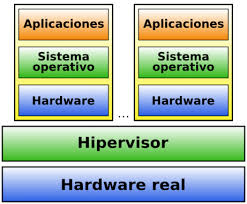 Aplicaciones
Sistema
operativo
Hardware
...
Aplicaciones
Sistema
operativo
Hardware
Hipervisor
Hardware real